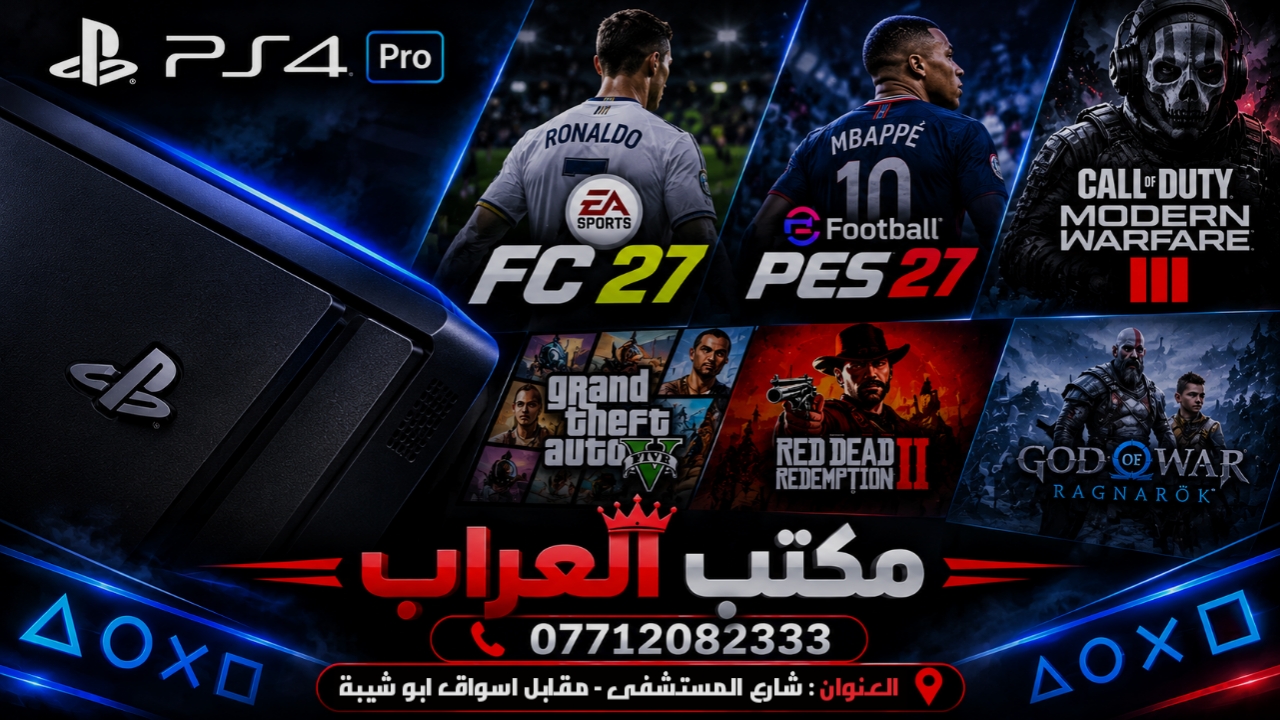 PS4 Pro
RONALDO
7
EA
SPORTS
FC 27
MBAPPÉ
10
eFootball
PES 27
CALL OF DUTY
MODERN
WARFARE
III
grand
theft
auto
FIVE
V
RED DEAD
REDEMPTION II
GOD OF WAR
RAGNARÖK
مكتب العراب
07712082333
العنوان : شارع المستشفى - مقابل اسواق ابو شيبة